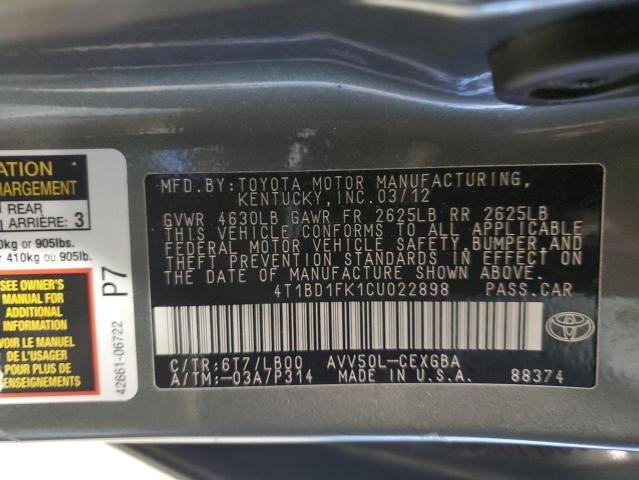 ATION
HARGEMENT
REAR
ARRIÈRE: 3
0kg or 905lbs.
r 410kg ou 905lb.
SEE OWNER'S
MANUAL FOR
ADDITIONAL
INFORMATION
VOIR LE MANUEL
DE L'USAGER
POUR PLUS DE
P7
42661-06722
MFD.BY: TOYOTA MOTOR MANUFACTURING,
KENTUCKY, INC. 03/12
GVWR 4630LB GAWR FR 2625LB RR 2625LB
THIS VEHICLE CONFORMS TO ALL APPLICABLE
FEDERAL MOTOR VEHICLE SAFETY, BUMPER, AND
THEFT PREVENTION STANDARDS IN EFFECT ON
THE DATE OF MANUFACTURE SHOWN ABOVE.
4T1BD1FK1CU022898 PASS.CAR
C/TR:6T7/LB00 AVV50L-CEXGBA
A/TM:-03A/P314 MADE IN U.S.A. 88374
TOYOTA